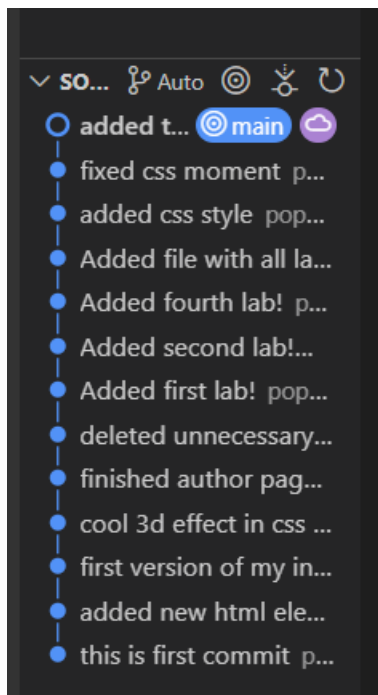 SO... Auto
added t... main
fixed css moment p...
added css style pop...
Added file with all la...
Added fourth lab! p...
Added second lab!...
Added first lab! pop...
deleted unnecessary...
finished author pag...
cool 3d effect in css ...
first version of my in...
added new html ele...
this is first commit p...